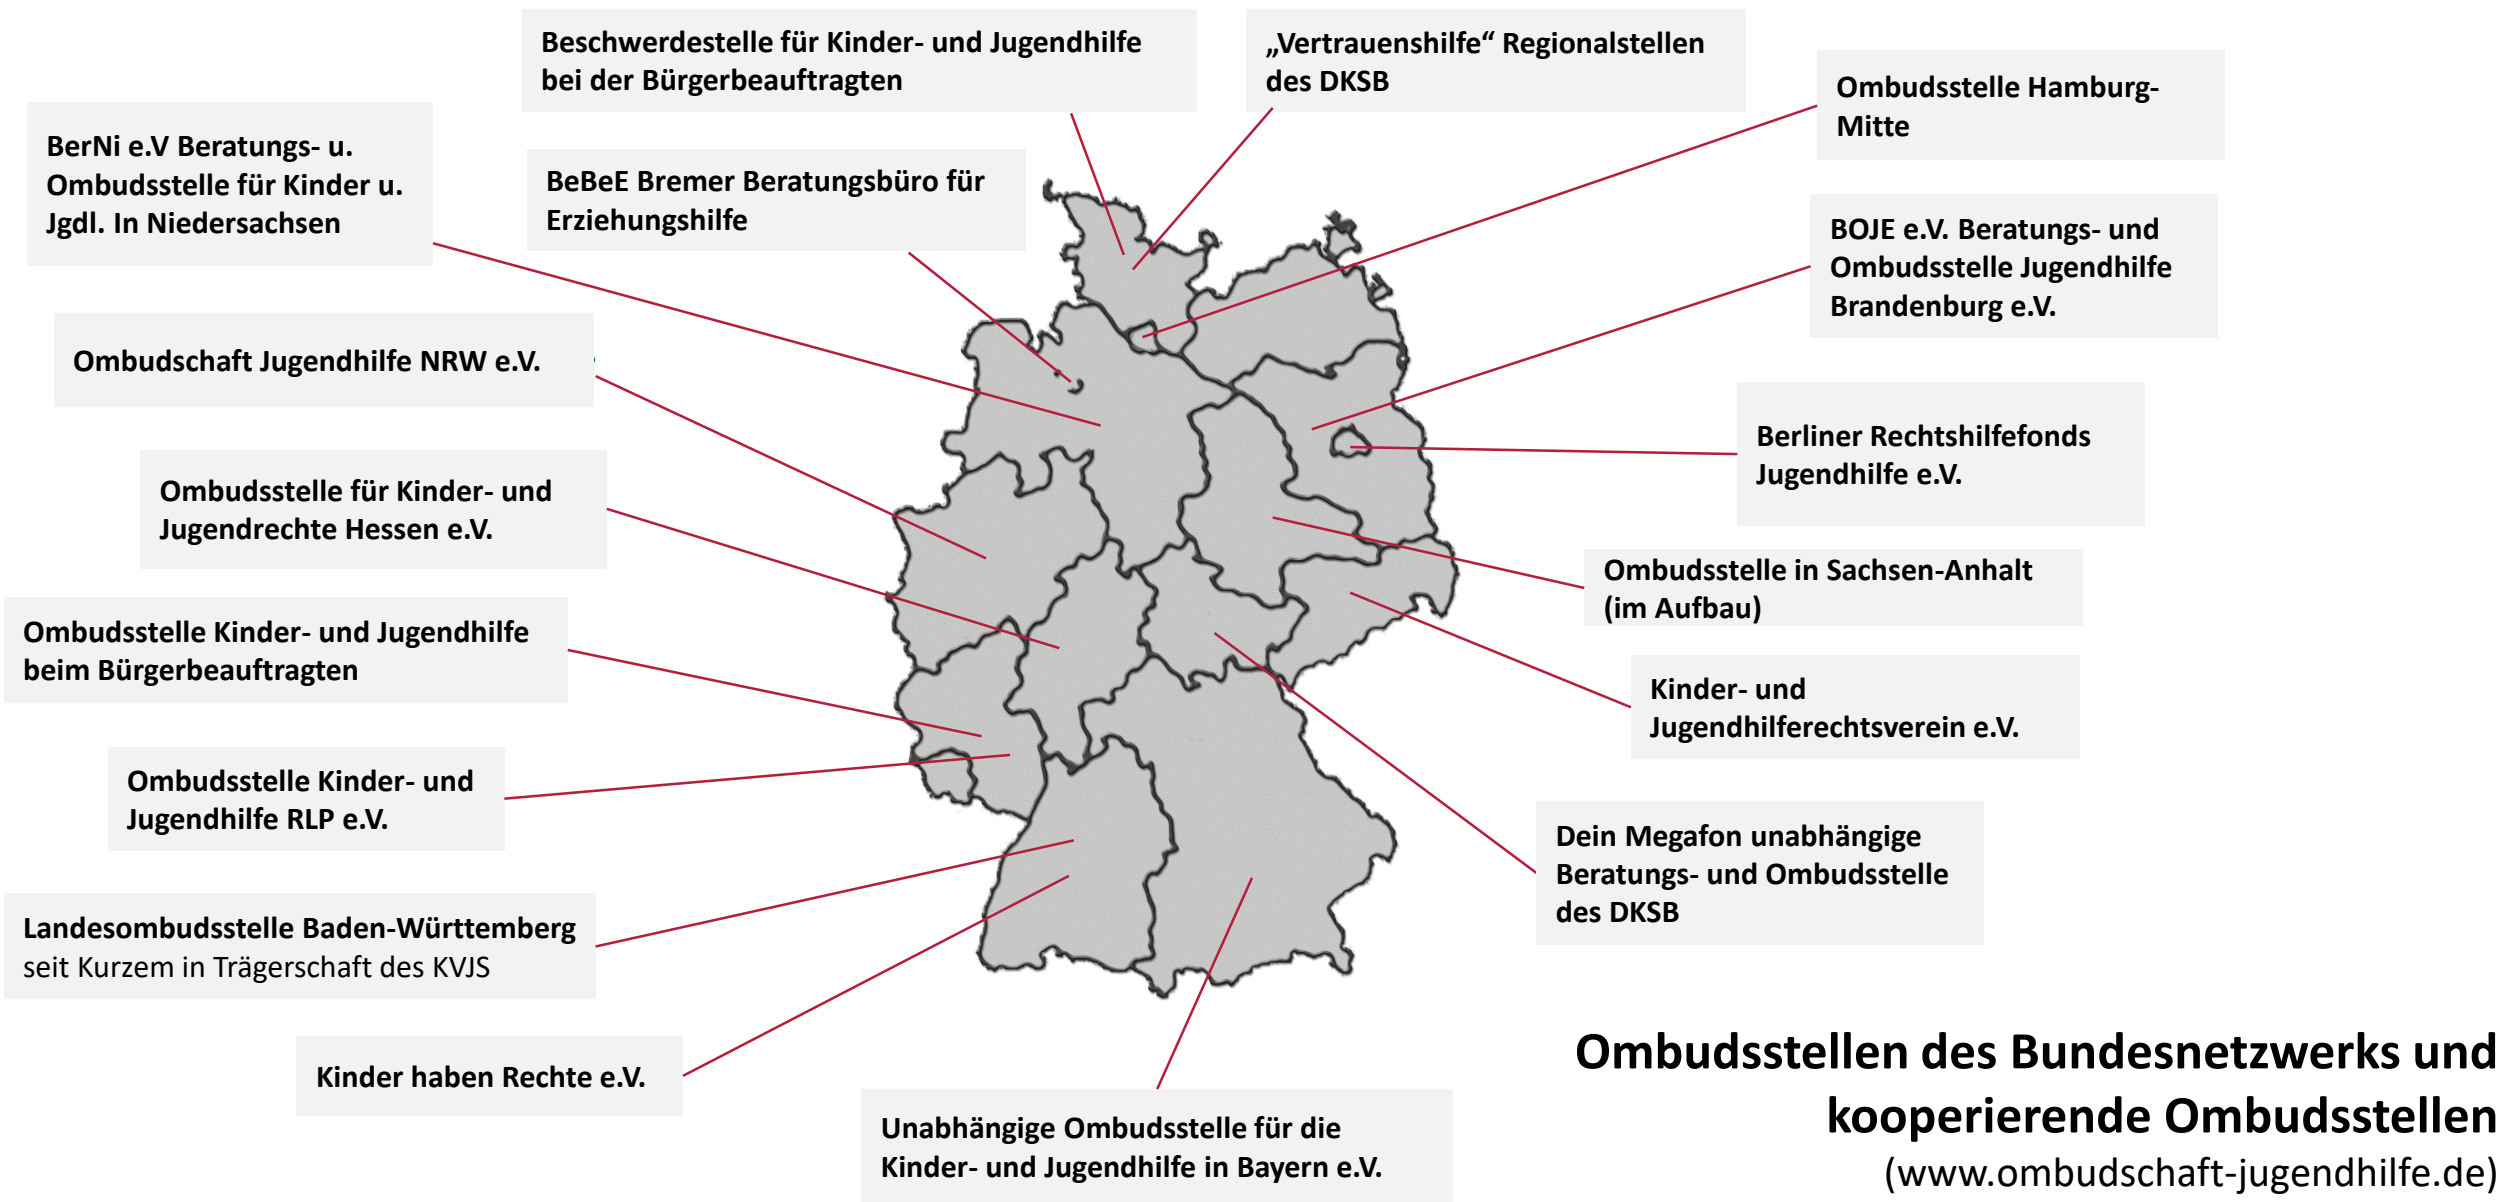 Beschwerdestelle für Kinder- und Jugendhilfe
bei der Bürgerbeauftragten
„Vertrauenshilfe“ Regionalstellen
des DKSB
Ombudsstelle Hamburg-
Mitte
BerNi e.V Beratungs- u.
Ombudsstelle für Kinder u.
Jgdl. In Niedersachsen
BeBeE Bremer Beratungsbüro für
Erziehungshilfe
BOJE e.V. Beratungs- und
Ombudsstelle Jugendhilfe
Brandenburg e.V.
Ombudschaft Jugendhilfe NRW e.V.
Berliner Rechtshilfefonds
Jugendhilfe e.V.
Ombudsstelle für Kinder- und
Jugendrechte Hessen e.V.
Ombudsstelle in Sachsen-Anhalt
(im Aufbau)
Ombudsstelle Kinder- und Jugendhilfe
beim Bürgerbeauftragten
Kinder- und
Jugendhilferechtsverein e.V.
Ombudsstelle Kinder- und
Jugendhilfe RLP e.V.
Dein Megafon unabhängige
Beratungs- und Ombudsstelle
des DKSB
Landesombudsstelle Baden-Württemberg
seit Kurzem in Trägerschaft des KVJS
Kinder haben Rechte e.V.
Unabhängige Ombudsstelle für die
Kinder- und Jugendhilfe in Bayern e.V.
Ombudsstellen des Bundesnetzwerks und
kooperierende Ombudsstellen
(www.ombudschaft-jugendhilfe.de)